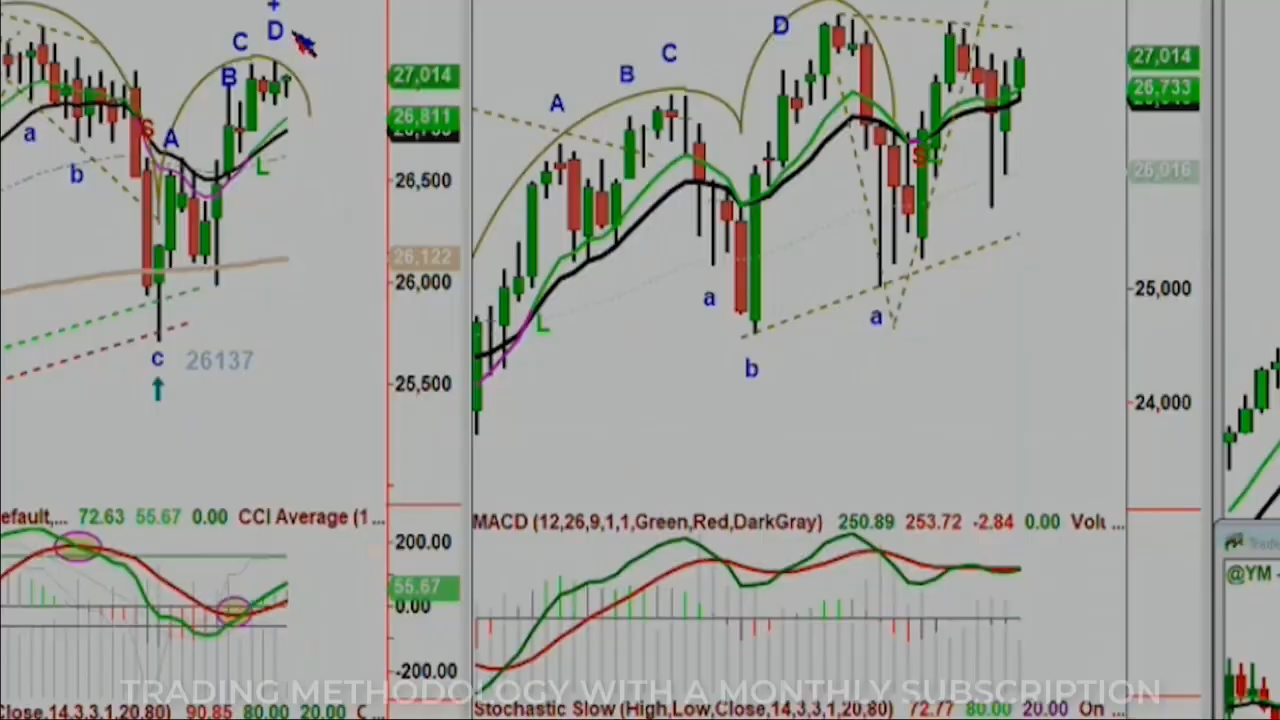 +
D
C
B
S
A
a
b
L
c
26137
27,014
26,811
26,500
26,122
26,000
25,500
efault,... 72.63 55.67 0.00 CCI Average (1 ...
200.00
55.67
0.00
-200.00
Close,14,3,3,1,20,80) 90.85 80.00 20.00
A
B
C
D
L
a
b
a
S
27,014
26,733
25,000
24,000
MACD (12,26,9,1,1,Green,Red,DarkGray) 250.89 253.72 -2.84 0.00 Volu ...
Stochastic Slow (High,Low,Close,14,3,3,1,20,80) 72.77 80.00 20.00 On ...
@YM -
TRADING METHODOLOGY WITH A MONTHLY SUBSCRIPTION